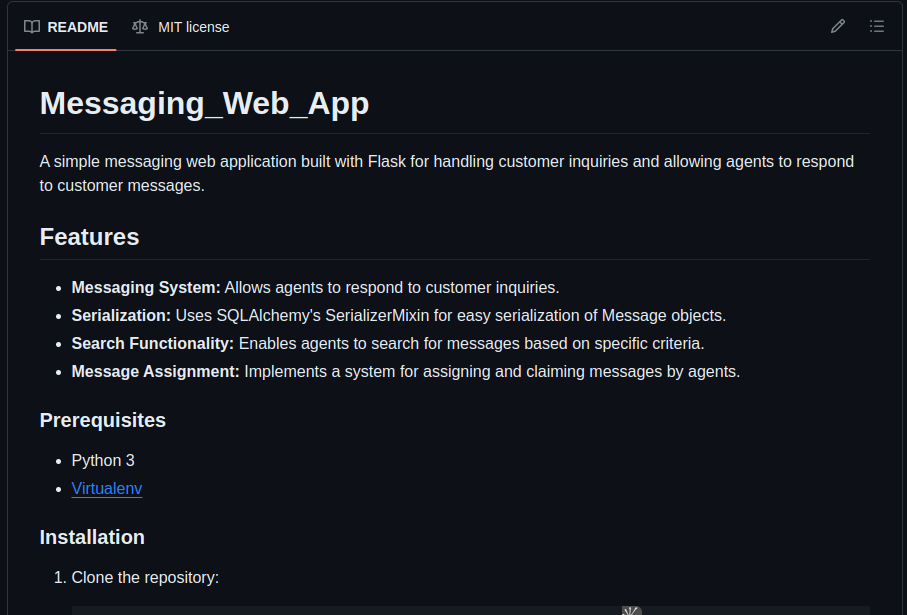 README
MIT license
Messaging_Web_App
A simple messaging web application built with Flask for handling customer inquiries and allowing agents to respond
to customer messages.
Features
Messaging System: Allows agents to respond to customer inquiries.
Serialization: Uses SQLAlchemy's SerializerMixin for easy serialization of Message objects.
Search Functionality: Enables agents to search for messages based on specific criteria.
Message Assignment: Implements a system for assigning and claiming messages by agents.
Prerequisites
Python 3
Virtualenv
Installation
1. Clone the repository: